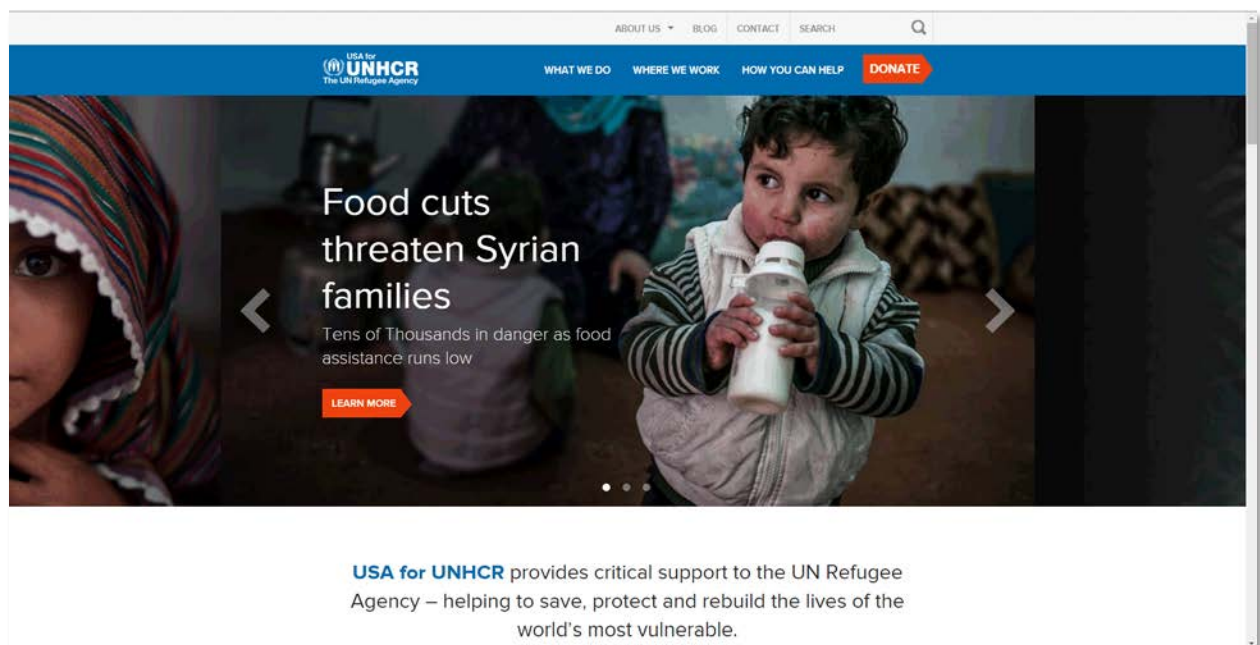 ABOUT US
BLOG
CONTACT
SEARCH
USA for
UNHCR
The UN Refugee Agency
WHAT WE DO
WHERE WE WORK
HOW YOU CAN HELP
DONATE
Food cuts
threaten Syrian
families
Tens of Thousands in danger as food
assistance runs low
LEARN MORE
USA for UNHCR provides critical support to the UN Refugee
Agency – helping to save, protect and rebuild the lives of the
world's most vulnerable.